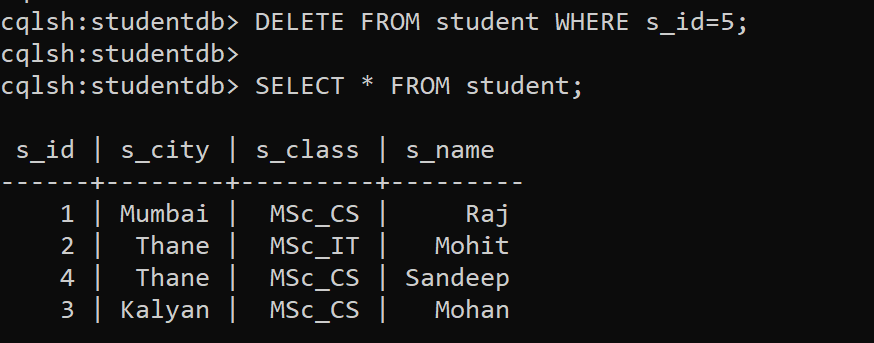 cqlsh:studentdb> DELETE FROM student WHERE s_id=5;
cqlsh:studentdb>
cqlsh:studentdb> SELECT * FROM student;
 s_id | s_city | s_class | s_name
------+--------+---------+---------
    1 | Mumbai |  MSc_CS |     Raj
    2 |  Thane |  MSc_IT |   Mohit
    4 |  Thane |  MSc_CS | Sandeep
    3 | Kalyan |  MSc_CS |   Mohan